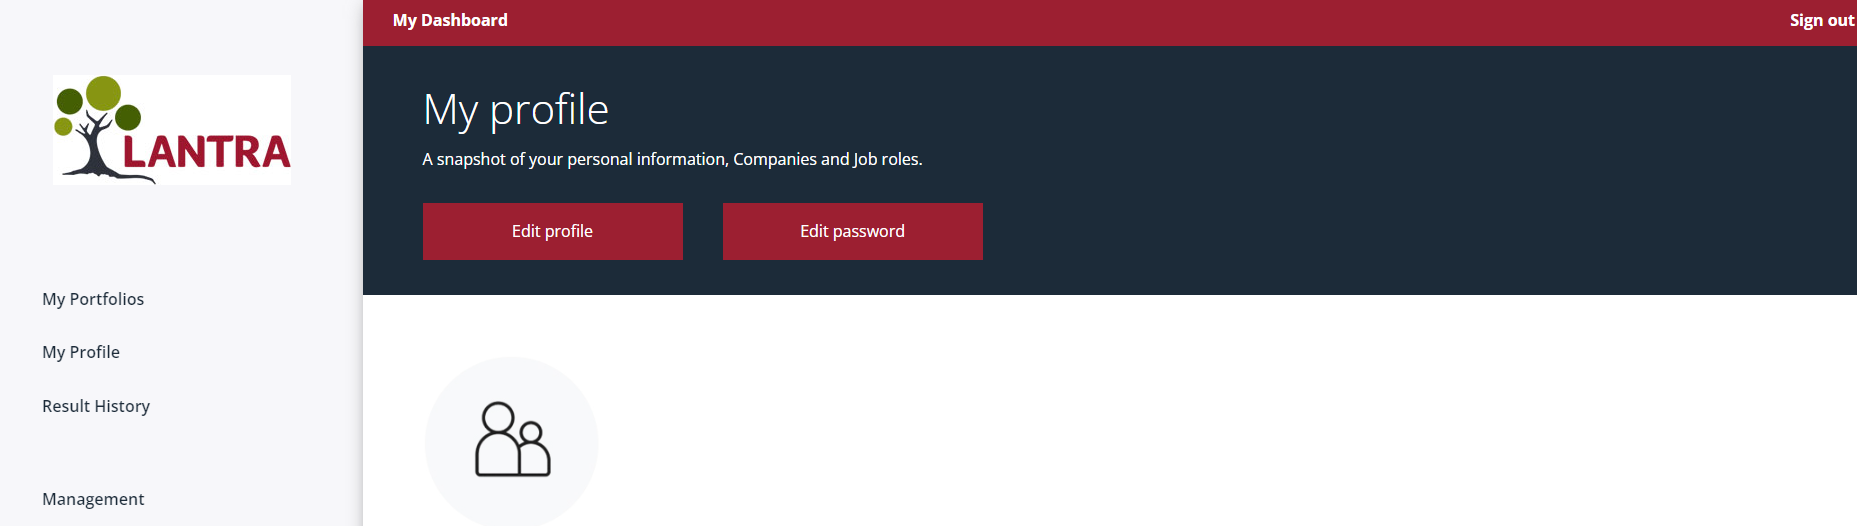 My Dashboard
Sign out
LANTRA
My profile
A snapshot of your personal information, Companies and Job roles.
Edit profile
Edit password
My Portfolios
My Profile
Result History
Management